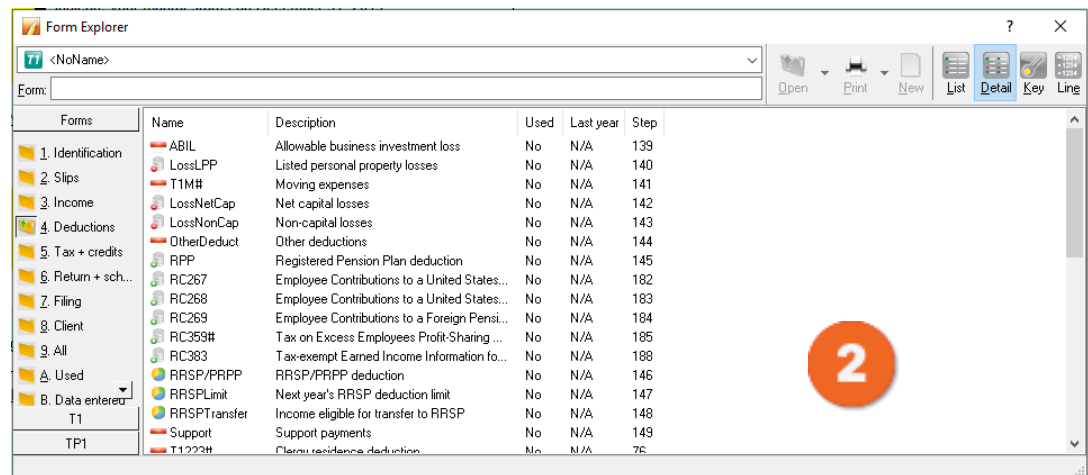 Form Explorer ?
T1 <NoName>
Form:
Open Print New List Detail Key Line
Forms
1. Identification
2. Slips
3. Income
4. Deductions
5. Tax + credits
6. Return + sch...
7. Filing
8. Client
9. All
A. Used
B. Data entered
T1
TP1
Name Description Used Last year Step
ABIL Allowable business investment loss No N/A 139
LossLPP Listed personal property losses No N/A 140
T1M# Moving expenses No N/A 141
LossNetCap Net capital losses No N/A 142
LossNonCap Non-capital losses No N/A 143
OtherDeduct Other deductions No N/A 144
RPP Registered Pension Plan deduction No N/A 145
RC267 Employee Contributions to a United States... No N/A 182
RC268 Employee Contributions to a United States... No N/A 183
RC269 Employee Contributions to a Foreign Pensi... No N/A 184
RC359# Tax on Excess Employees Profit-Sharing ... No N/A 185
RC383 Tax-exempt Earned Income Information fo... No N/A 188
RRSP/PRPP RRSP/PRPP deduction No N/A 146
RRSPLimit Next year's RRSP deduction limit No N/A 147
RRSPTransfer Income eligible for transfer to RRSP No N/A 148
Support Support payments No N/A 149
T1223# Clergy residence deduction No N/A 76
2